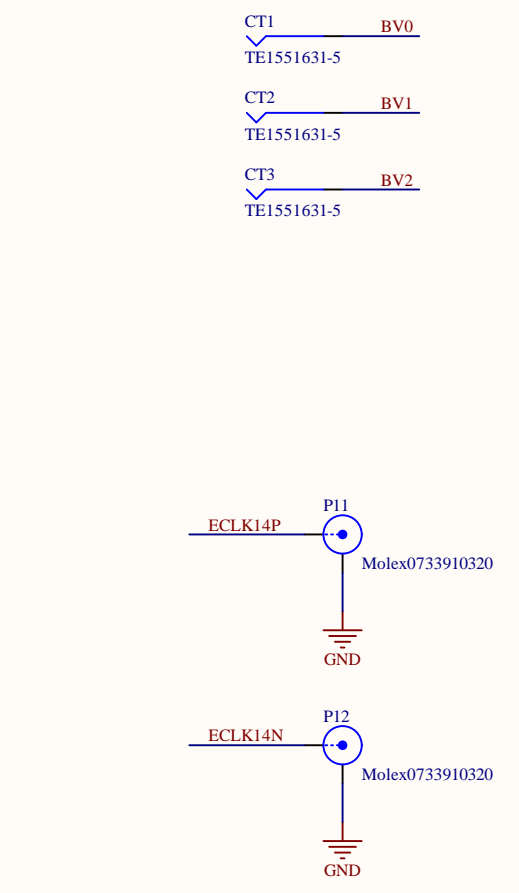 CT1
BV0
TE1551631-5
CT2
BV1
TE1551631-5
CT3
BV2
TE1551631-5
P11
ECLK14P
Molex0733910320
GND
P12
ECLK14N
Molex0733910320
GND